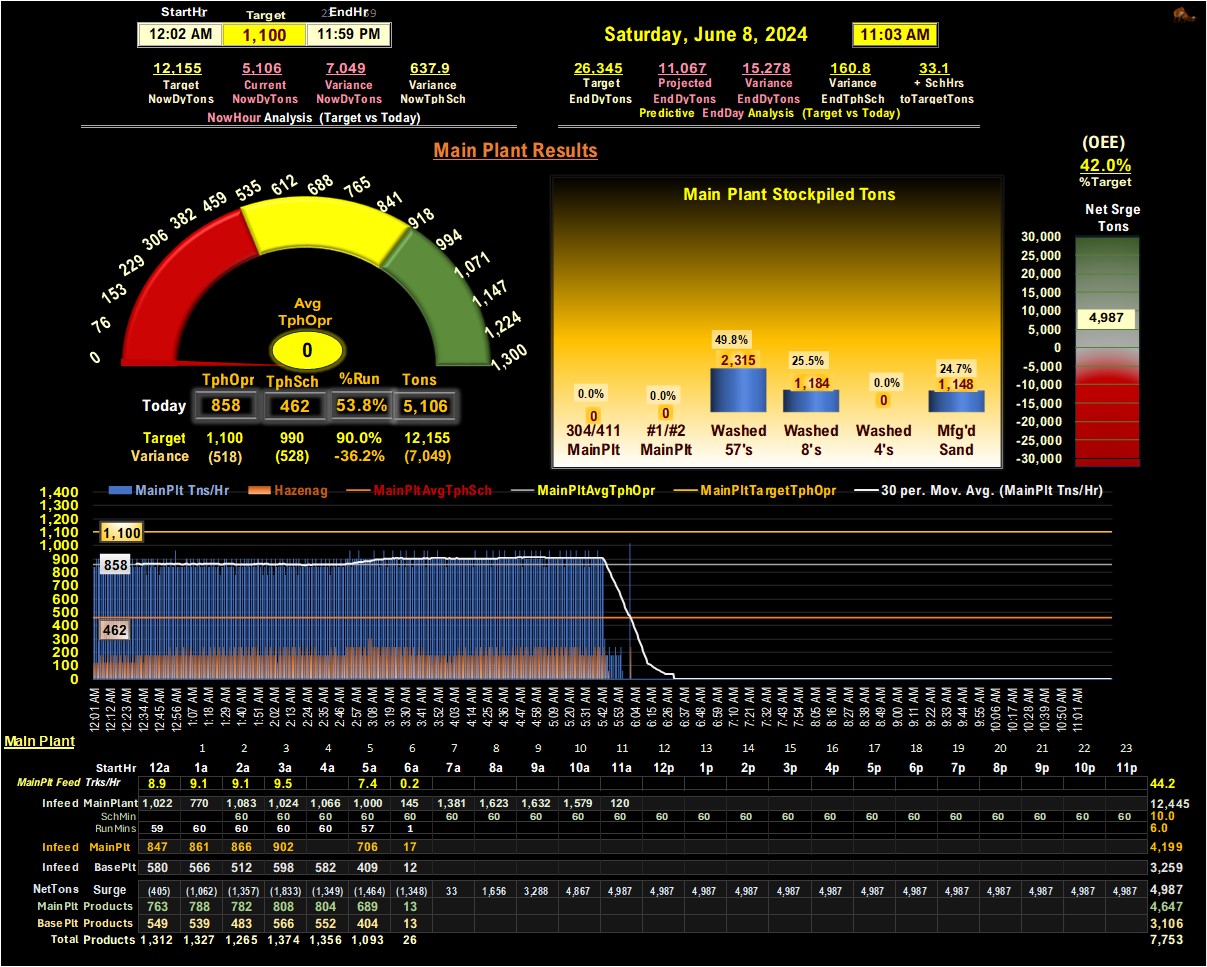 StartHr Target EndHr
12:02 AM 1,100 11:59 PM
Saturday, June 8, 2024 11:03 AM
12,155 5,106 7,049 637.9
Target Current Variance Variance
NowDyTons NowDyTons NowDyTons NowTphSch
NowHour Analysis (Target vs Today)
26,345 11,067 15,278 160.8 33.1
Target Projected Variance Variance + SchHrs
EndDyTons EndDyTons EndDyTons EndTphSch toTargetTons
Predictive EndDay Analysis (Target vs Today)
Main Plant Results
(OEE)
42.0%
%Target
0 76 153 229 306 382 459 535 612 688 765 841 918 994 1,071 1,147 1,224 1,300
Avg
TphOpr
0
TphOpr TphSch %Run Tons
Today 858 462 53.8% 5,106
Target 1,100 990 90.0% 12,155
Variance (518) (528) -36.2% (7,049)
Main Plant Stockpiled Tons
0.0% 0.0% 49.8% 25.5% 0.0% 24.7%
0 0 2,315 1,184 0 1,148
304/411 #1/#2 Washed Washed Washed Mfg'd
MainPlt MainPlt 57's 8's 4's Sand
Net Srge
Tons
30,000
25,000
20,000
15,000
10,000
4,987
5,000
0
-5,000
-10,000
-15,000
-20,000
-25,000
-30,000
MainPlt Tns/Hr Hazenag MainPltAvgTphSch MainPltAvgTphOpr MainPltTargetTphOpr 30 per. Mov. Avg. (MainPlt Tns/Hr)
1,400
1,300
1,200
1,100
1,000
900
800
700
600
500
400
300
200
100
0
1,100
858
462
12:01 AM 12:12 AM 12:23 AM 12:34 AM 12:45 AM 12:56 AM 1:07 AM 1:18 AM 1:29 AM 1:40 AM 1:51 AM 2:02 AM 2:13 AM 2:24 AM 2:35 AM 2:46 AM 2:57 AM 3:08 AM 3:19 AM 3:30 AM 3:41 AM 3:52 AM 4:03 AM 4:14 AM 4:25 AM 4:36 AM 4:47 AM 4:58 AM 5:09 AM 5:20 AM 5:31 AM 5:42 AM 5:53 AM 6:04 AM 6:15 AM 6:26 AM 6:37 AM 6:48 AM 6:59 AM 7:10 AM 7:21 AM 7:32 AM 7:43 AM 7:54 AM 8:05 AM 8:16 AM 8:27 AM 8:38 AM 8:49 AM 9:00 AM 9:11 AM 9:22 AM 9:33 AM 9:44 AM 9:55 AM 10:06 AM 10:17 AM 10:28 AM 10:39 AM 10:50 AM 11:01 AM
Main Plant
1 2 3 4 5 6 7 8 9 10 11 12 13 14 15 16 17 18 19 20 21 22 23
StartHr 12a 1a 2a 3a 4a 5a 6a 7a 8a 9a 10a 11a 12p 1p 2p 3p 4p 5p 6p 7p 8p 9p 10p 11p
MainPlt Feed Trks/Hr 8.9 9.1 9.1 9.5 7.4 0.2 44.2
Infeed MainPlant 1,022 770 1,083 1,024 1,066 1,000 145 1,381 1,623 1,632 1,579 120 12,445
SchMin 60 60 60 60 60 60 60 60 60 60 60 60 60 60 60 60 60 60 60 60 60 60 10.0
RunMins 59 60 60 60 60 57 1 6.0
Infeed MainPlt 847 861 866 902 706 17 4,199
Infeed BasePlt 580 566 512 598 582 409 12 3,259
NetTons Surge (405) (1,062) (1,357) (1,833) (1,349) (1,464) (1,348) 33 1,656 3,288 4,867 4,987 4,987 4,987 4,987 4,987 4,987 4,987 4,987 4,987 4,987 4,987 4,987 4,987 4,987
MainPlt Products 763 788 782 808 804 689 13 4,647
BasePlt Products 549 539 483 566 552 404 13 3,106
Total Products 1,312 1,327 1,265 1,374 1,356 1,093 26 7,753